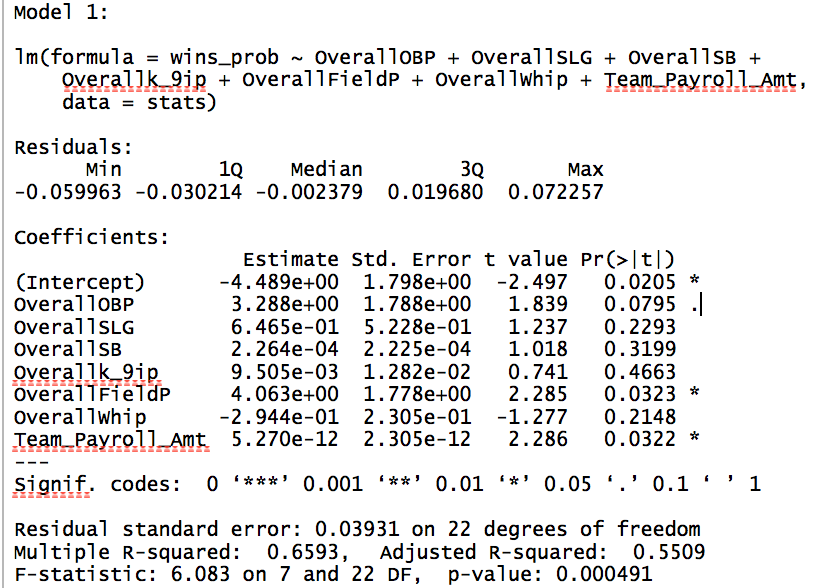 Model 1:
lm(formula = wins_prob ~ OverallOBP + OverallSLG + OverallSB +
Overallk_9ip + OverallFieldP + OverallWhip + Team_Payroll_Amt,
data = stats)
Residuals:
Min 1Q Median 3Q Max
-0.059963 -0.030214 -0.002379 0.019680 0.072257
Coefficients:
Estimate Std. Error t value Pr(>|t|)
(Intercept) -4.489e+00 1.798e+00 -2.497 0.0205 *
OverallOBP 3.288e+00 1.788e+00 1.839 0.0795 .
OverallSLG 6.465e-01 5.228e-01 1.237 0.2293
OverallSB 2.264e-04 2.225e-04 1.018 0.3199
Overallk_9ip 9.505e-03 1.282e-02 0.741 0.4663
OverallFieldP 4.063e+00 1.778e+00 2.285 0.0323 *
OverallWhip -2.944e-01 2.305e-01 -1.277 0.2148
Team_Payroll_Amt 5.270e-12 2.305e-12 2.286 0.0322 *
---
Signif. codes: 0 ‘***’ 0.001 ‘**’ 0.01 ‘*’ 0.05 ‘.’ 0.1 ‘ ’ 1
Residual standard error: 0.03931 on 22 degrees of freedom
Multiple R-squared: 0.6593, Adjusted R-squared: 0.5509
F-statistic: 6.083 on 7 and 22 DF, p-value: 0.000491